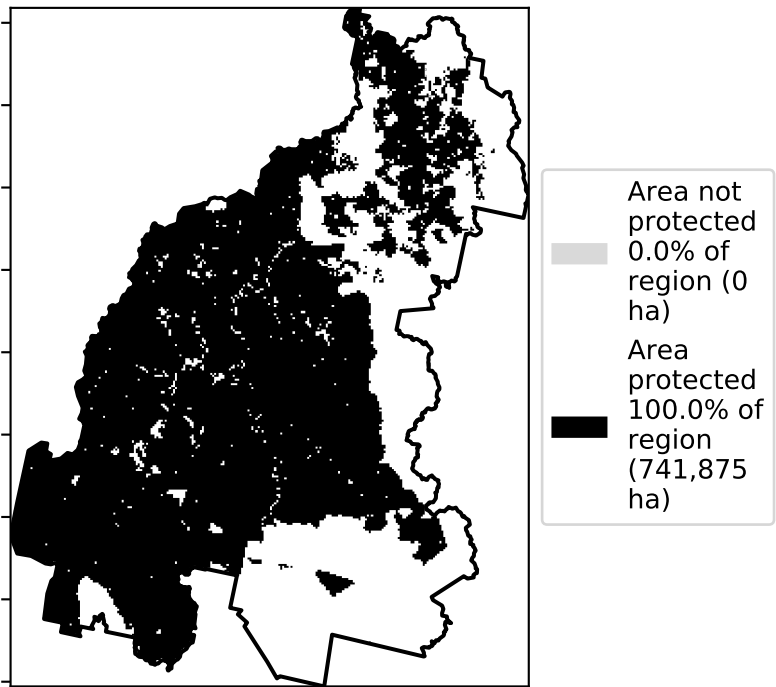 Area not
protected
0.0% of
region (0
ha)
Area
protected
100.0% of
region
(741,875
ha)